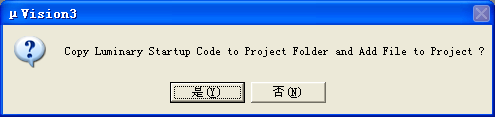 μVision3
Copy Luminary Startup Code to Project Folder and Add File to Project ?
是(Y) 否(N)